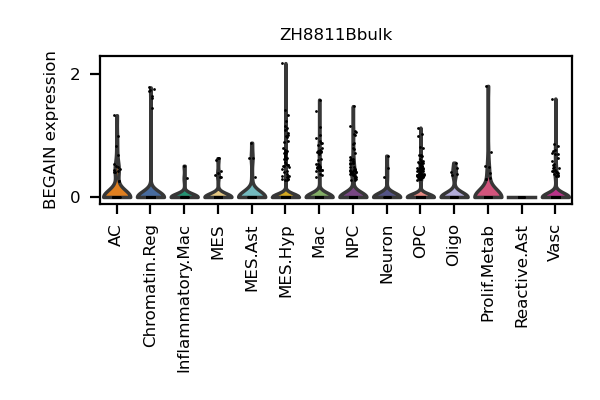 ZH8811Bbulk
BEGAIN expression
2
0
AC
Chromatin.Reg
Inflammatory.Mac
MES
MES.Ast
MES.Hyp
Mac
NPC
Neuron
OPC
Oligo
Prolif.Metab
Reactive.Ast
Vasc